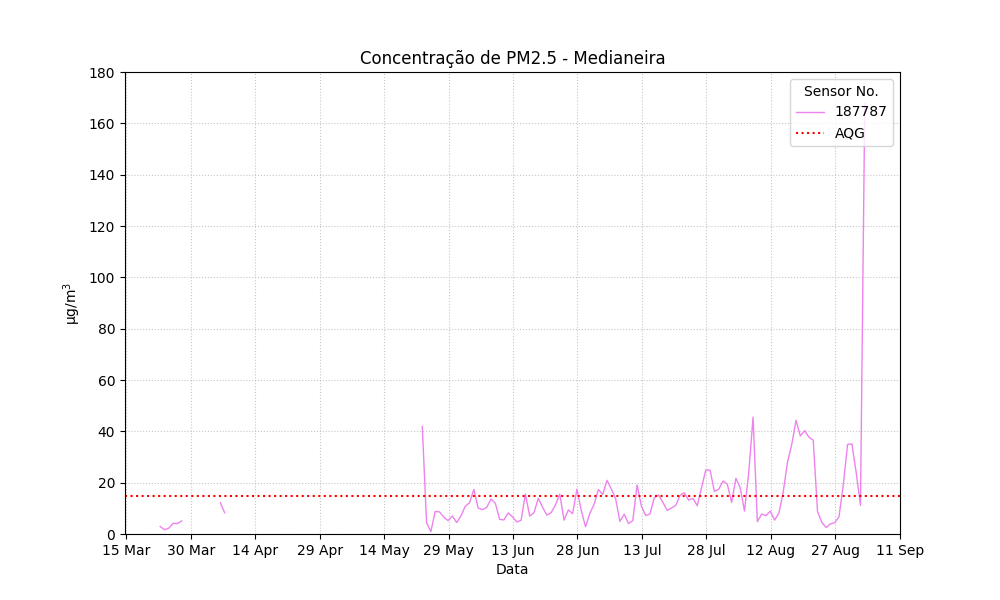 Concentração de PM2.5 - Medianeira
Sensor No.
187787
AQG
180
160
140
120
100
80
60
40
20
0
µg/m³
15 Mar 30 Mar 14 Apr 29 Apr 14 May 29 May 13 Jun 28 Jun 13 Jul 28 Jul 12 Aug 27 Aug 11 Sep
Data